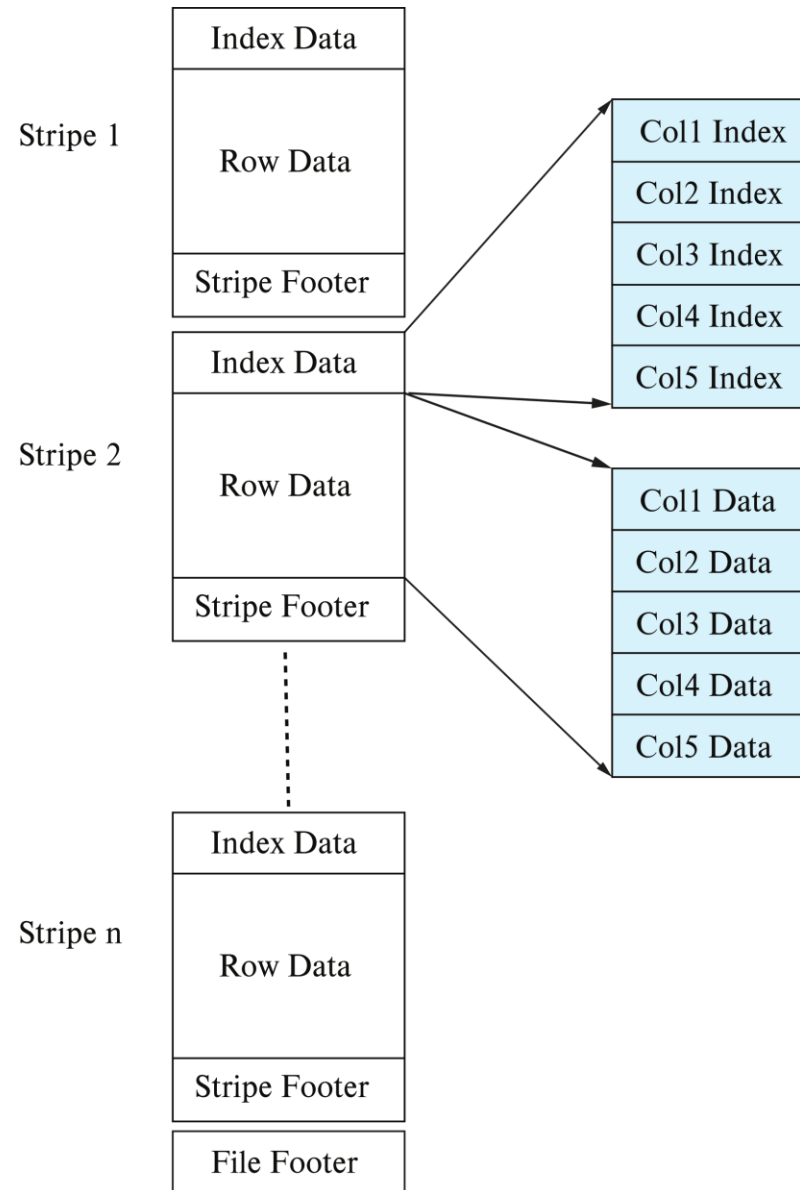 Index Data
Stripe 1
Row Data
Stripe Footer
Index Data
Stripe 2
Row Data
Stripe Footer
Col1 Index
Col2 Index
Col3 Index
Col4 Index
Col5 Index
Col1 Data
Col2 Data
Col3 Data
Col4 Data
Col5 Data
Index Data
Stripe n
Row Data
Stripe Footer
File Footer